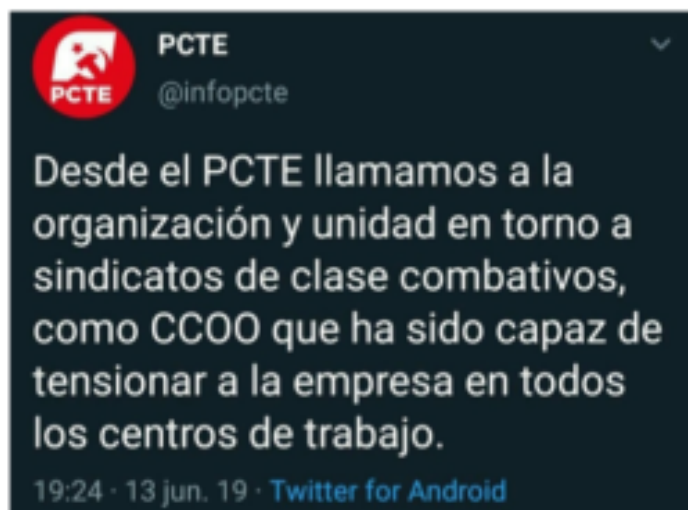 PCTE
PCTE
@infopcte
Desde el PCTE llamamos a la
organización y unidad en torno a
sindicatos de clase combativos,
como CCOO que ha sido capaz de
tensionar a la empresa en todos
los centros de trabajo.
19:24 · 13 jun. 19 · Twitter for Android